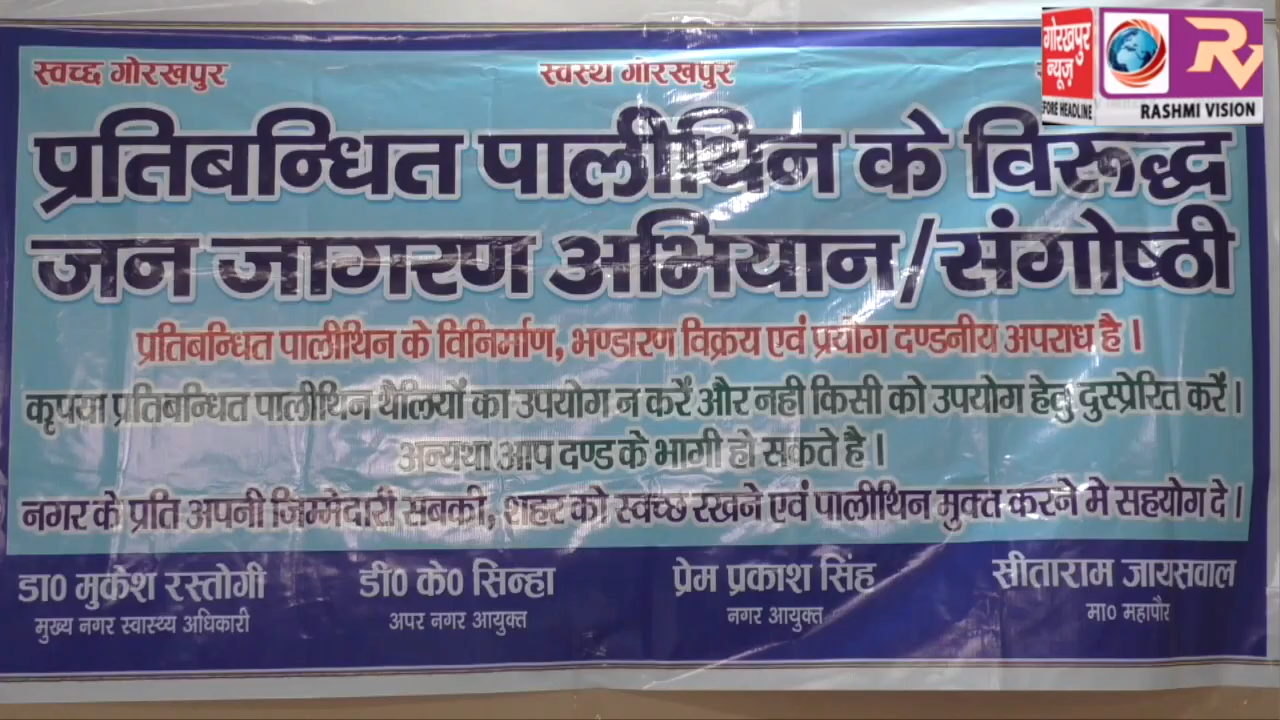 स्वच्छ गोरखपुर स्वस्थ गोरखपुर
गोरखपुर
न्यूज़
RV
RASHMI VISION
प्रतिबन्धित पालीथिन के विरूद्ध
जन जागरण अभियान/संगोष्ठी
प्रतिबन्धित पालीथिन के विनिर्माण, भण्डारण विक्रय एवं प्रयोग दण्डनीय अपराध है।
कृपया प्रतिबन्धित पालीथिन थैलियों का उपयोग न करें और नही किसी को उपयोग हेतु दुस्प्रेरित करें।
अन्यथा आप दण्ड के भागी हो सकते है।
नगर के प्रति अपनी जिम्मेदारी सबकी, शहर को स्वच्छ रखने एवं पालीथिन मुक्त करने मे सहयोग दे।
डा0 मुकेश रस्तोगी
मुख्य नगर स्वास्थ्य अधिकारी
डी0 के0 सिन्हा
अपर नगर आयुक्त
प्रेम प्रकाश सिंह
नगर आयुक्त
सीताराम जायसवाल
मा0 महापौर